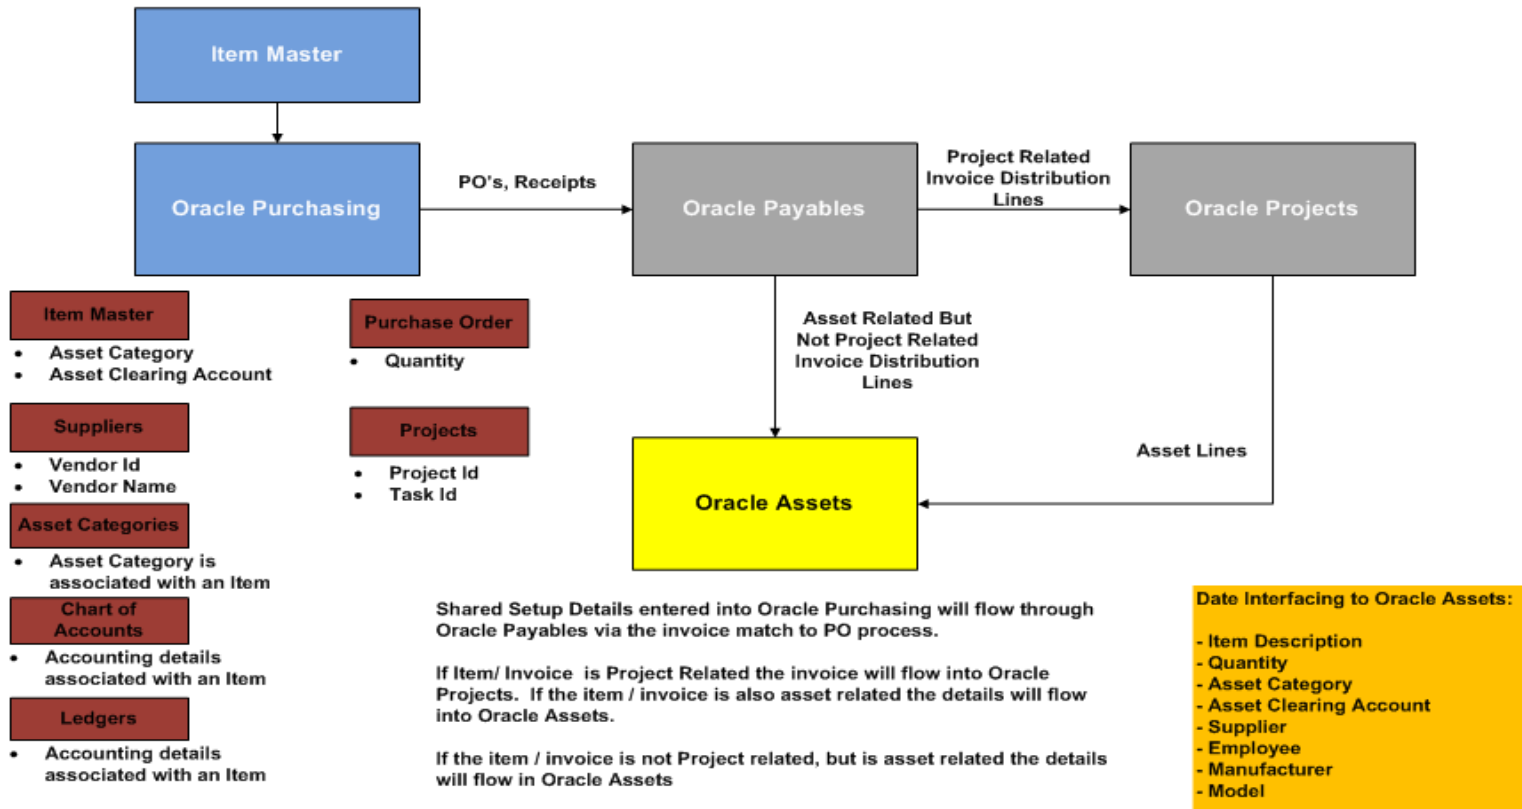 Item Master
Oracle Purchasing
PO's, Receipts
Oracle Payables
Project Related
Invoice Distribution
Lines
Oracle Projects
Item Master
• Asset Category
• Asset Clearing Account
Purchase Order
• Quantity
Suppliers
• Vendor Id
• Vendor Name
Projects
• Project Id
• Task Id
Asset Categories
• Asset Category is
associated with an Item
Chart of
Accounts
• Accounting details
associated with an Item
Ledgers
• Accounting details
associated with an Item
Asset Related But
Not Project Related
Invoice Distribution
Lines
Oracle Assets
Asset Lines
Shared Setup Details entered into Oracle Purchasing will flow through
Oracle Payables via the invoice match to PO process.
If Item/ Invoice is Project Related the invoice will flow into Oracle
Projects. If the item / invoice is also asset related the details will flow
into Oracle Assets.
If the item / invoice is not Project related, but is asset related the details
will flow in Oracle Assets
Date Interfacing to Oracle Assets:
- Item Description
- Quantity
- Asset Category
- Asset Clearing Account
- Supplier
- Employee
- Manufacturer
- Model